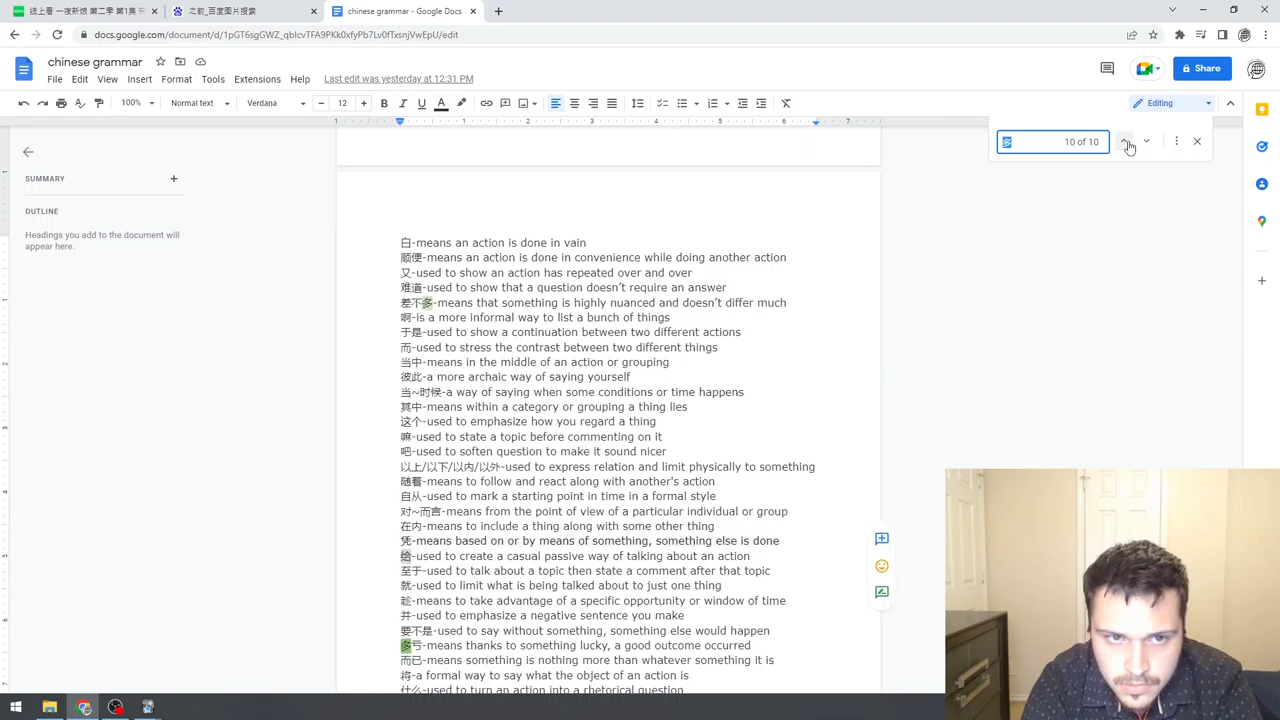 线上看 一夜新娘 第二季 第1集 卡
之前_百度图片搜索
chinese grammar - Google Docs
docs.google.com/document/d/1pGT6sgGWZ_qbIcvTFA9PKk0xfyPb7Lv0fTxsnjVwEpU/edit
chinese grammar
File Edit View Insert Format Tools Extensions Help Last edit was yesterday at 12:31 PM
Share
100% Normal text Verdana 12 B I U A Editing
1 1 2 3 4 5 6 7
多 10 of 10
SUMMARY
OUTLINE
Headings you add to the document will
appear here.
白-means an action is done in vain
顺便-means an action is done in convenience while doing another action
又-used to show an action has repeated over and over
难道-used to show that a question doesn't require an answer
差不多-means that something is highly nuanced and doesn't differ much
啊-is a more informal way to list a bunch of things
于是-used to show a continuation between two different actions
而-used to stress the contrast between two different things
当中-means in the middle of an action or grouping
彼此-a more archaic way of saying yourself
当~时候-a way of saying when some conditions or time happens
其中-means within a category or grouping a thing lies
这个-used to emphasize how you regard a thing
嘛-used to state a topic before commenting on it
吧-used to soften question to make it sound nicer
以上/以下/以内/以外-used to express relation and limit physically to something
随着-means to follow and react along with another's action
自从-used to mark a starting point in time in a formal style
对~而言-means from the point of view of a particular individual or group
在内-means to include a thing along with some other thing
凭-means based on or by means of something, something else is done
给-used to create a casual passive way of talking about an action
至于-used to talk about a topic then state a comment after that topic
就-used to limit what is being talked about to just one thing
趁-means to take advantage of a specific opportunity or window of time
并-used to emphasize a negative sentence you make
要不是-used to say without something, something else would happen
多亏-means thanks to something lucky, a good outcome occurred
而已-means something is nothing more than whatever something it is
将-a formal way to say what the object of an action is
什么-used to turn an action into a rhetorical question